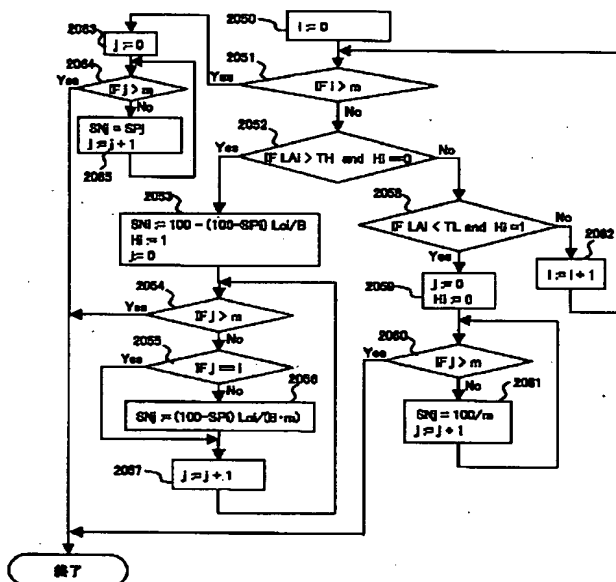 2050
i := 0
2051
IF i > m
Yes
No
2063
j := 0
2064
Yes
IF j > m
No
SNj = SPj
j := j + 1
2065
2052
Yes
IF LAi > TH and Hi == 0
No
2053
SNi := 100 - (100-SPi) Loi/B
Hi := 1
j := 0
2054
Yes
IF j > m
No
2055
Yes
IF j == i
No
2056
SNj := (100-SPi) Loi/(B·m)
2057
j := j + 1
2058
IF LAi < TL and Hi =1
No
Yes
2062
i := i + 1
2059
j := 0
Hi := 0
2060
Yes
IF j > m
No
2061
SNj = 100/m
j := j + 1
終了